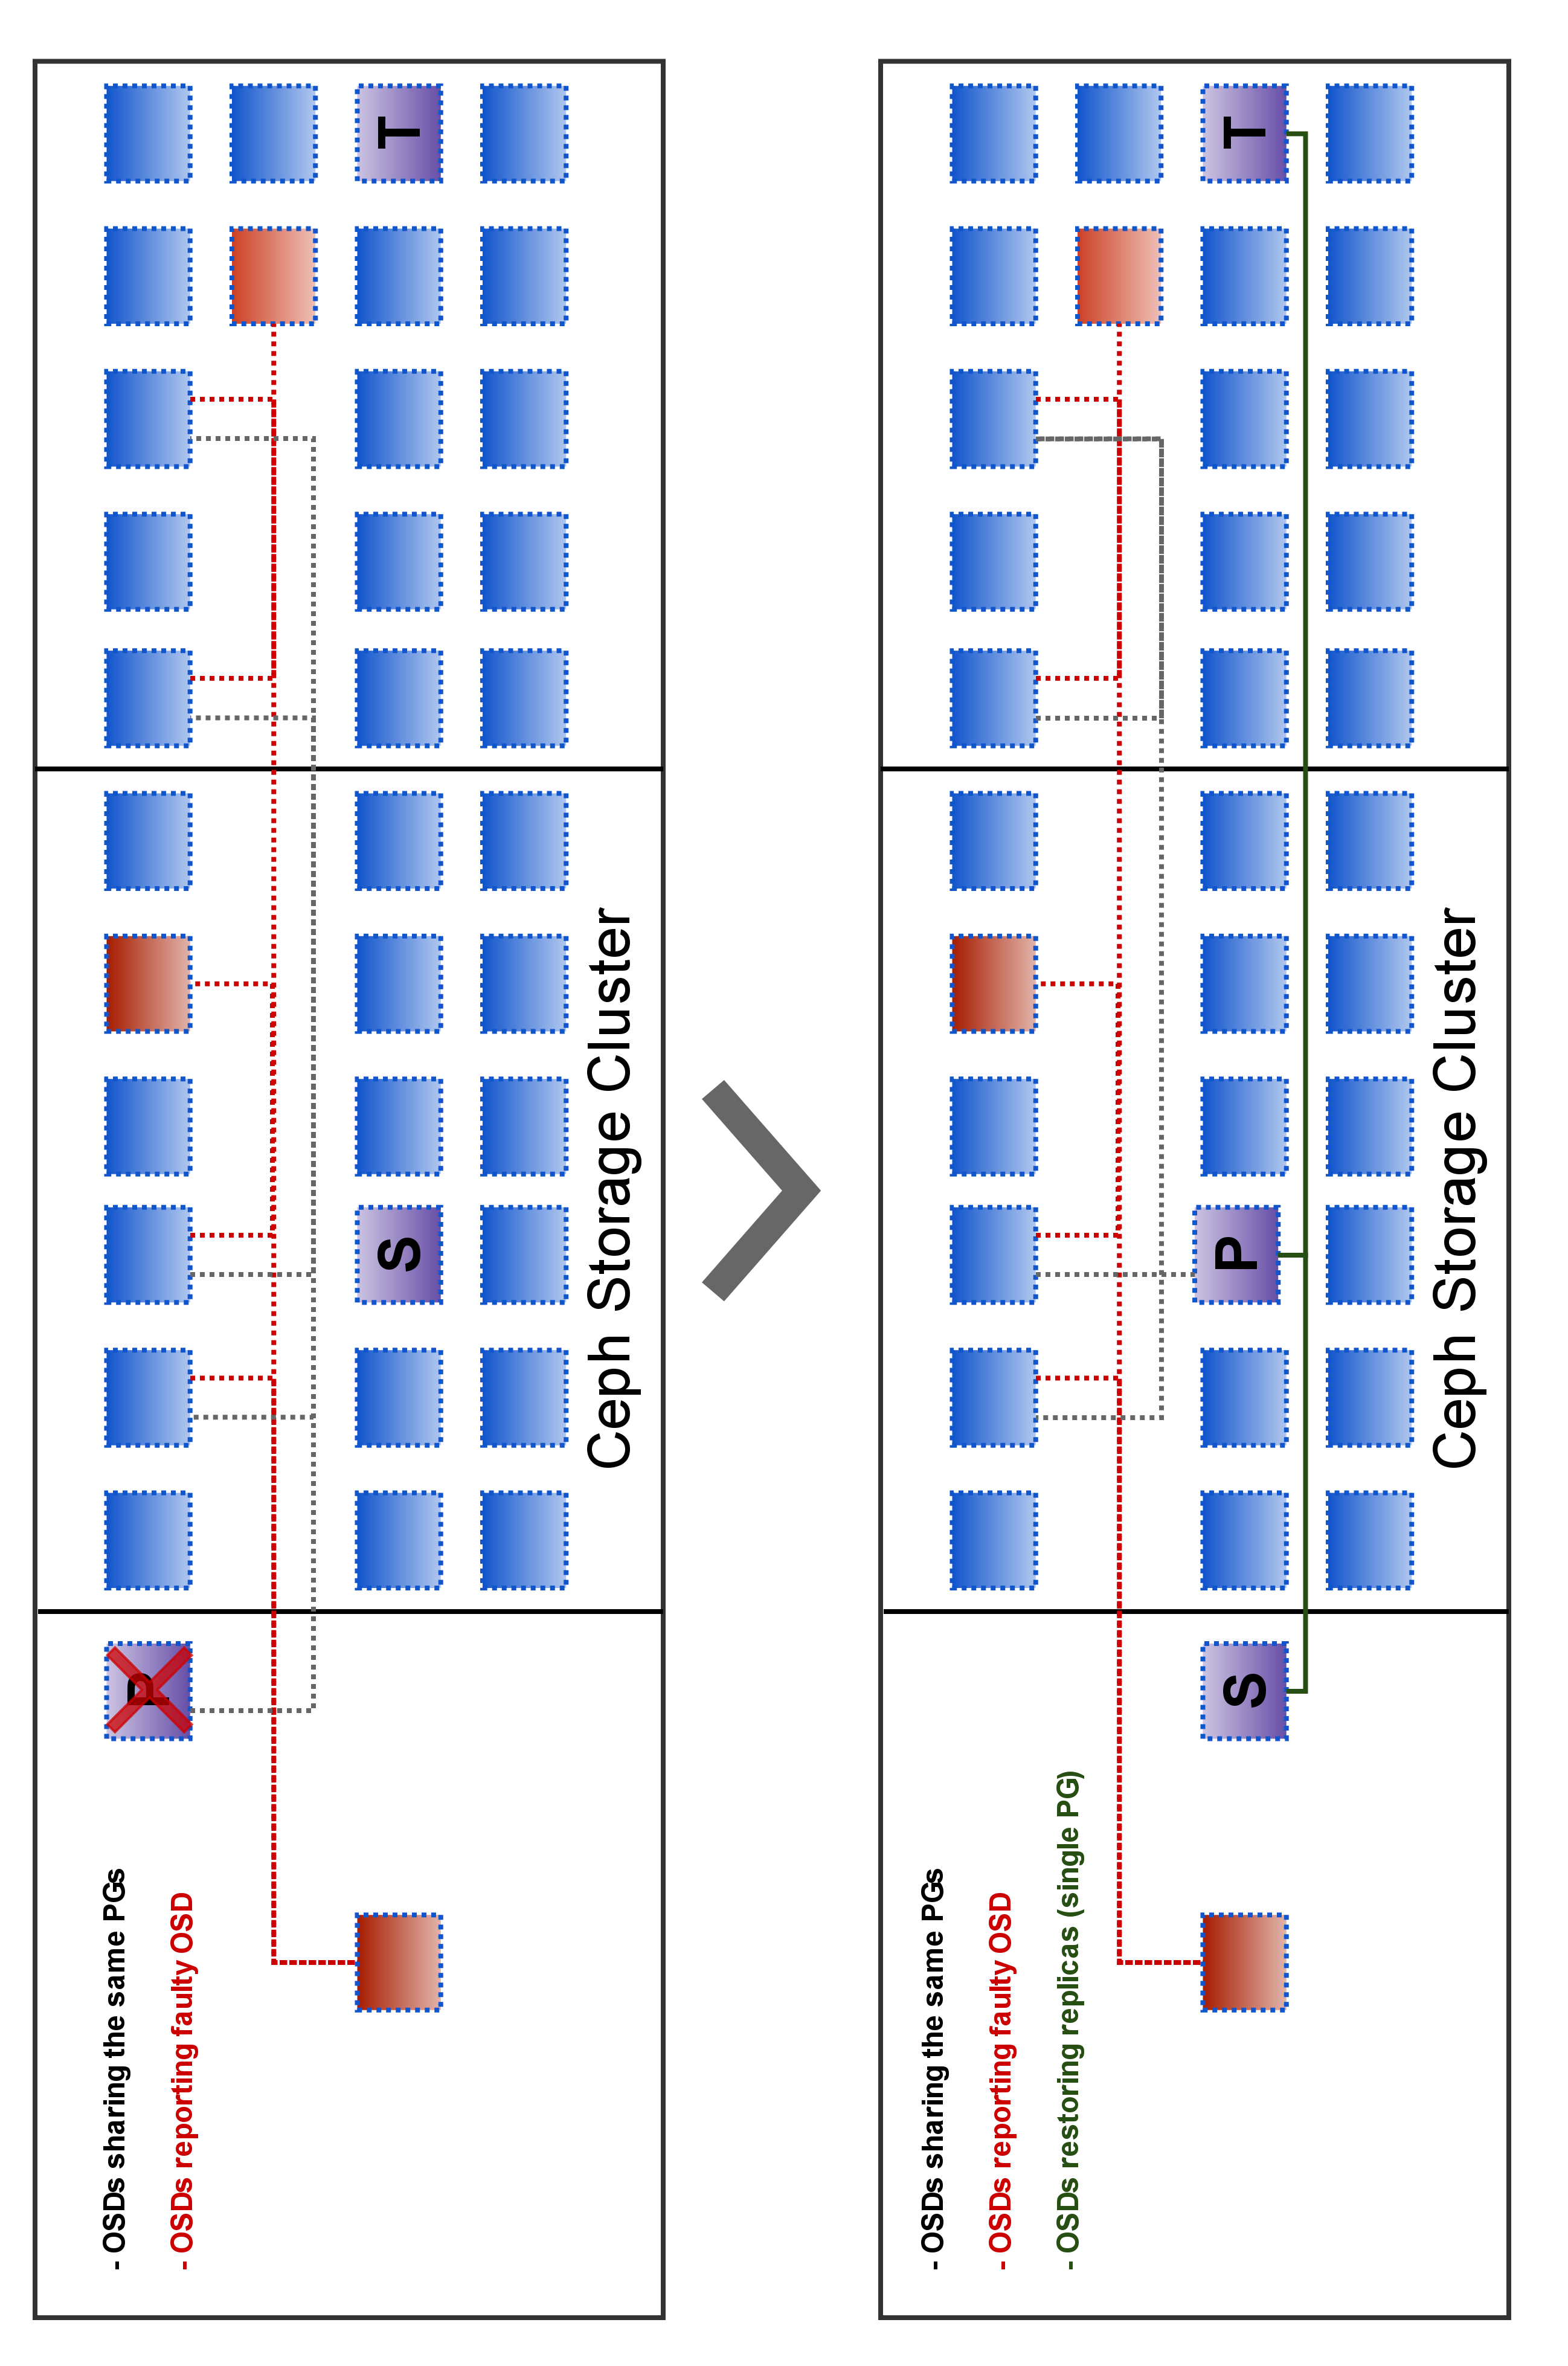 - OSDs sharing the same PGs
P
- OSDs reporting faulty OSD
S
T
Ceph Storage Cluster
- OSDs sharing the same PGs
- OSDs reporting faulty OSD
- OSDs restoring replicas (single PG)
S
P
T
Ceph Storage Cluster